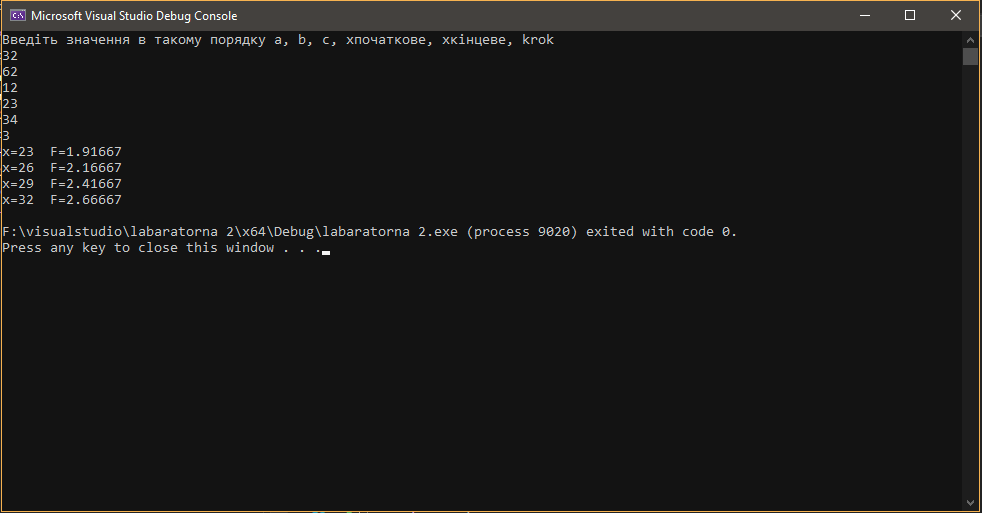 Microsoft Visual Studio Debug Console
Введіть значення в такому порядку a, b, c, xпочаткове, xкінцеве, krok
32
62
12
23
34
3
x=23  F=1.91667
x=26  F=2.16667
x=29  F=2.41667
x=32  F=2.66667
F:\visualstudio\labaratorna 2\x64\Debug\labaratorna 2.exe (process 9020) exited with code 0.
Press any key to close this window . . .